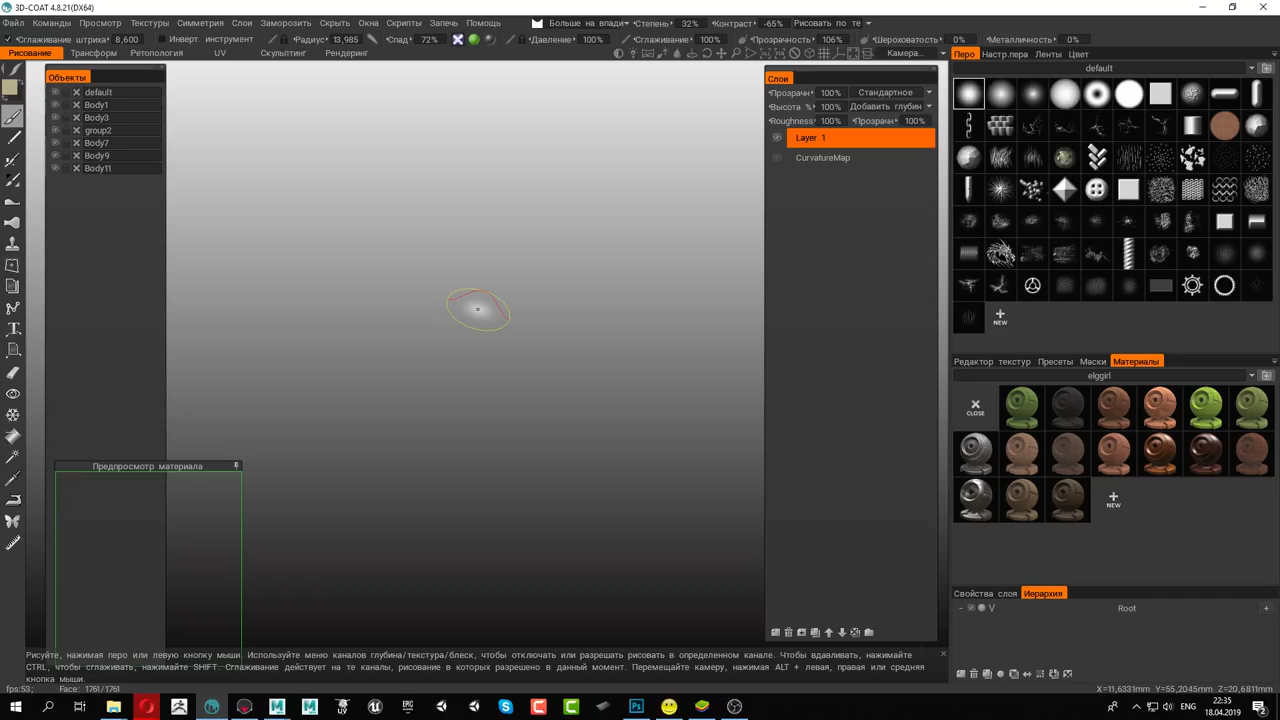 3D-COAT 4.8.21(DX64)
Файл Команды Просмотр Текстуры Симметрия Слои Заморозить Скрыть Окна Скрипты Запечь Помощь Больше на впади Степень 32% Контраст -65% Рисовать по те
Сглаживание штриха 8,600 Инверт инструмент Радиус 13,985 Спад 72% Давление 100% Сглаживание 100% Прозрачность 106% Шероховатость 0% Металличность 0%
Рисование Трансформ Ретопология UV Скульптинг Рендеринг Камера...
Перо Настр.пера Ленты Цвет
default
Объекты
default
Body1
Body3
group2
Body7
Body9
Body11
Слои
Прозрачн 100% Стандартное
Высота % 100% Добавить глубин
Roughness 100% Прозрачн 100%
Layer 1
CurvatureMap
NEW
Редактор текстур Пресеты Маски Материалы
elggirl
CLOSE
NEW
Предпросмотр материала
Свойства слоя Иерархия
V Root
Рисуйте, нажимая перо или левую кнопку мыши. Используйте меню каналов глубина/текстура/блеск, чтобы отключить или разрешать рисовать в определенном канале. Чтобы вдавливать, нажимайте
CTRL, чтобы сглаживать, нажимайте SHIFT. Сглаживание действует на те каналы, рисование в которых разрешено в данный момент. Перемещайте камеру, нажимая ALT + левая, правая или средняя
кнопка мыши.
fps:53; Face: 1761/1761 X=11,6331mm Y=55,2045mm Z=20,6811mm
ENG 22:35
18.04.2019